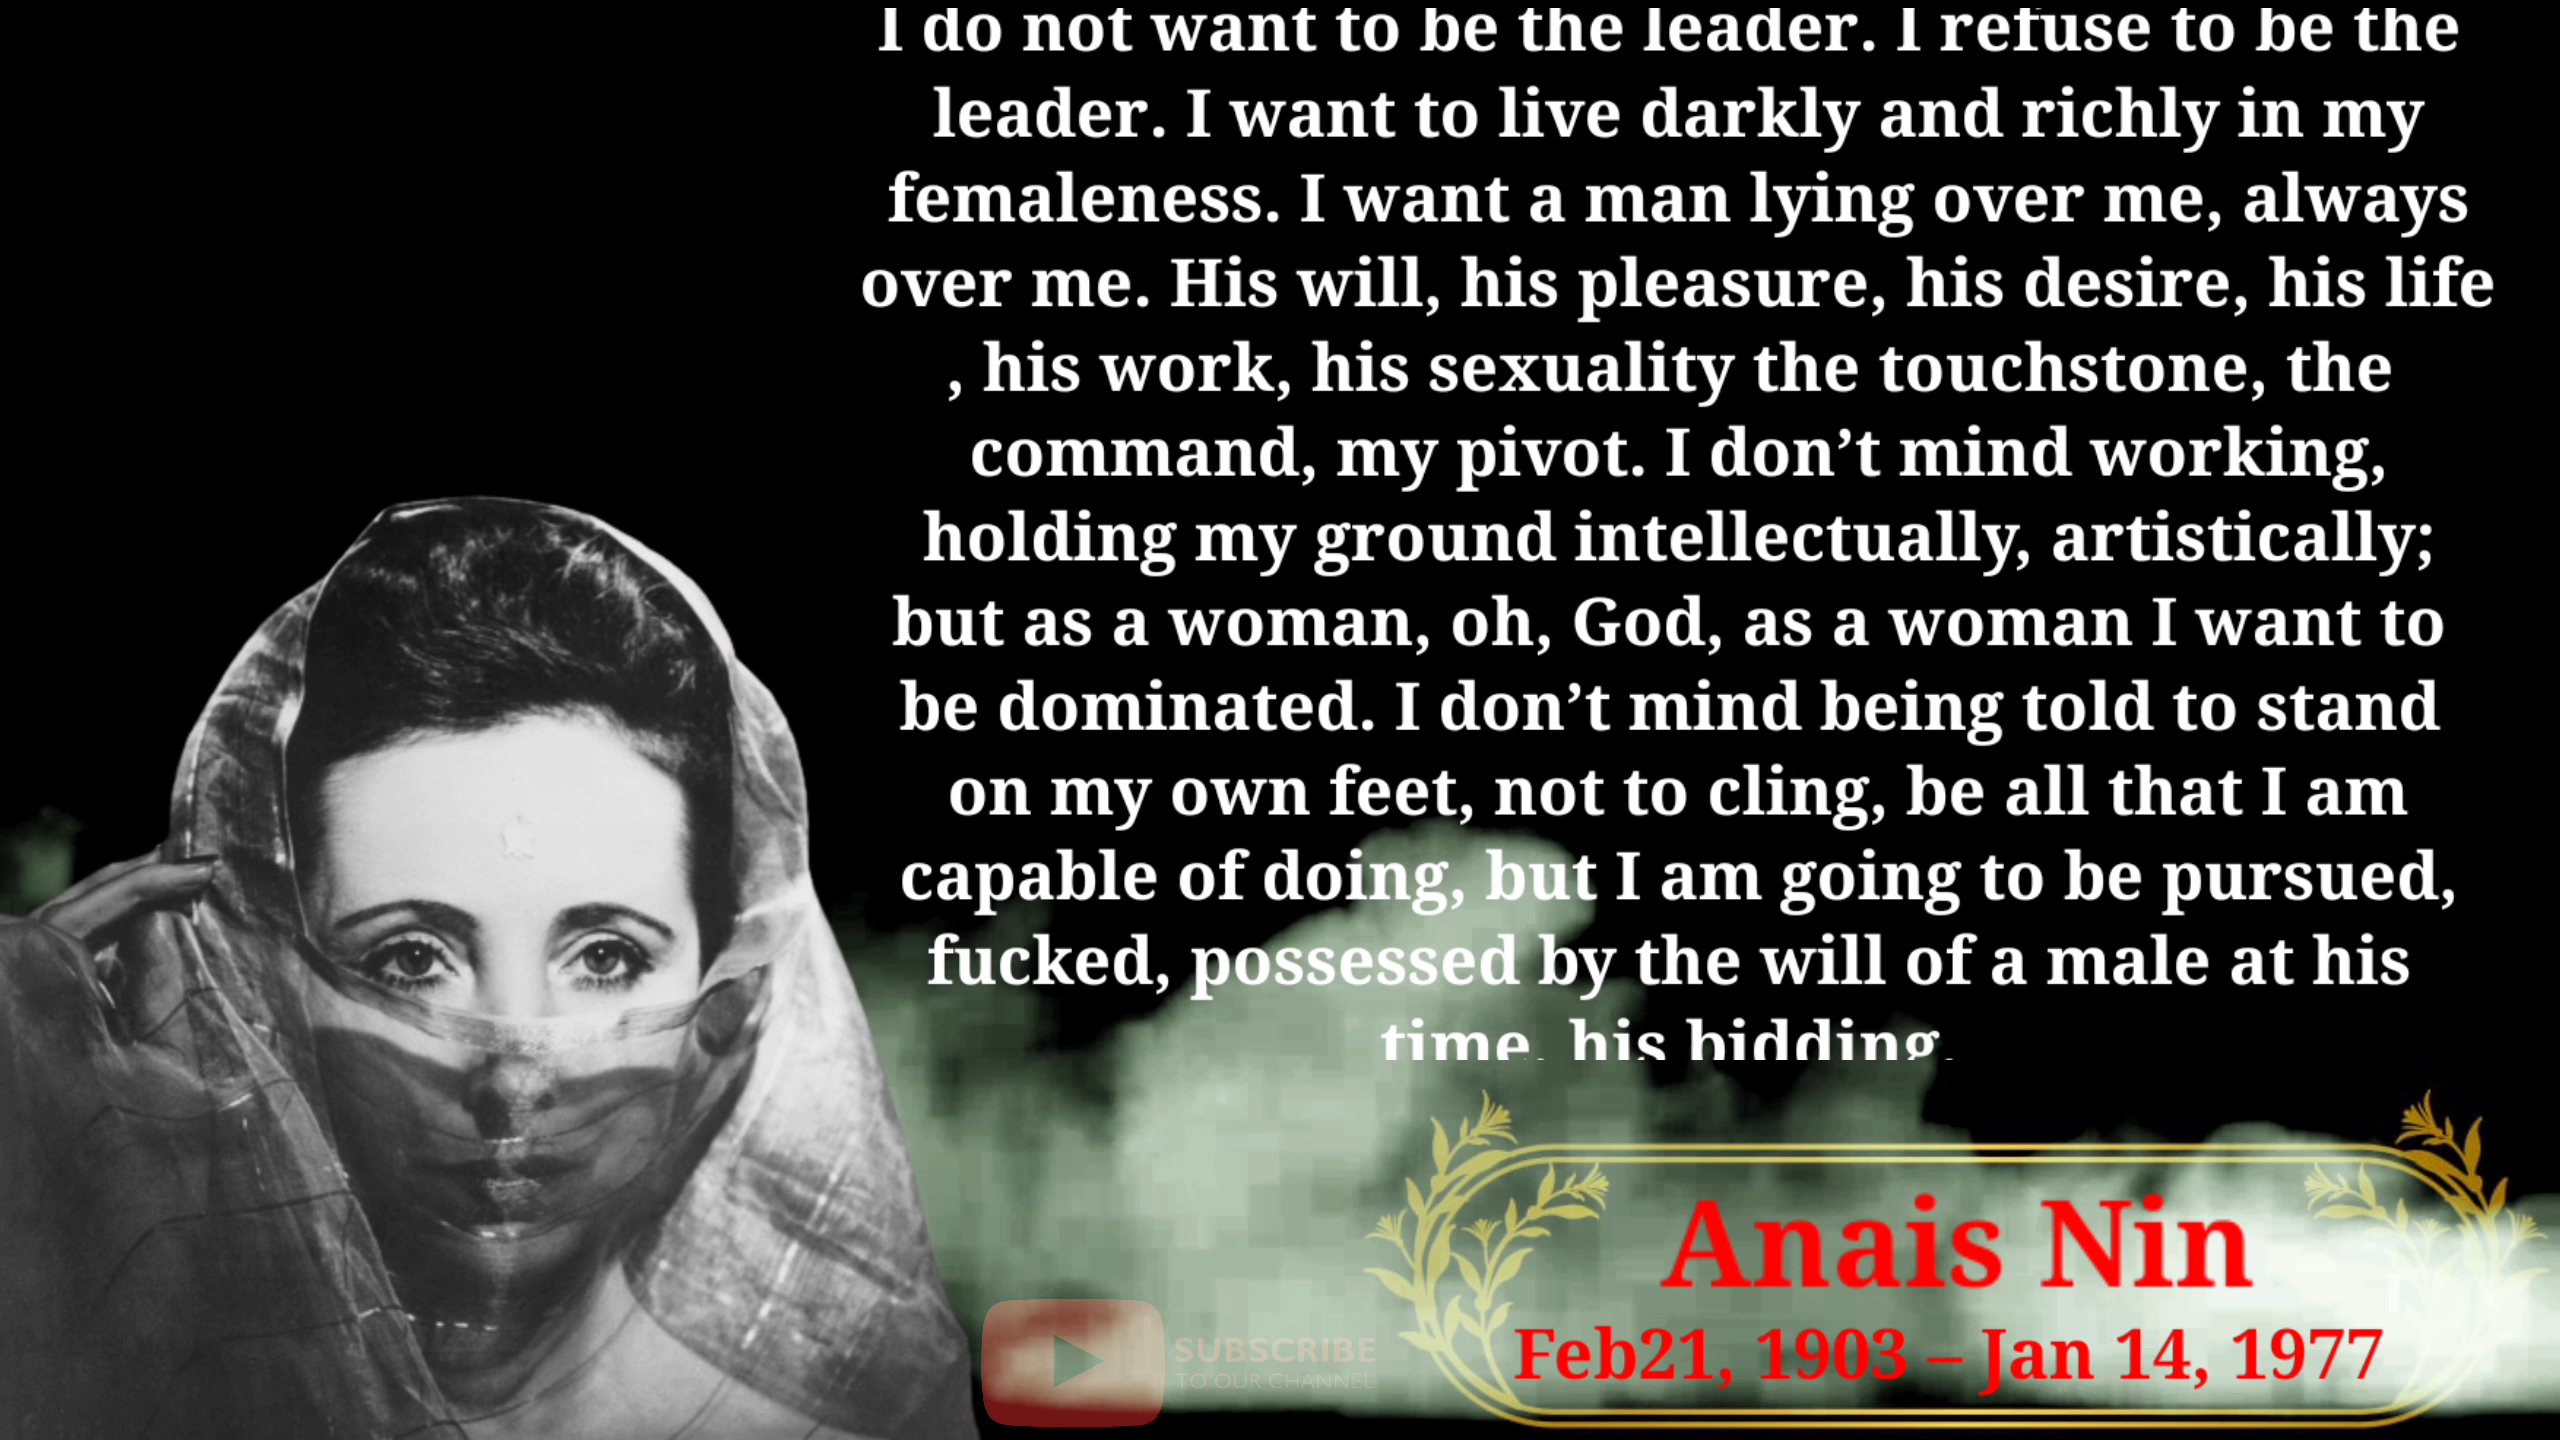 I do not want to be the leader. I refuse to be the
leader. I want to live darkly and richly in my
femaleness. I want a man lying over me, always
over me. His will, his pleasure, his desire, his life
, his work, his sexuality the touchstone, the
command, my pivot. I don’t mind working,
holding my ground intellectually, artistically;
but as a woman, oh, God, as a woman I want to
be dominated. I don’t mind being told to stand
on my own feet, not to cling, be all that I am
capable of doing, but I am going to be pursued,
fucked, possessed by the will of a male at his
time, his bidding.
Anais Nin
Feb21, 1903 – Jan 14, 1977
SUBSCRIBE
TO OUR CHANNEL